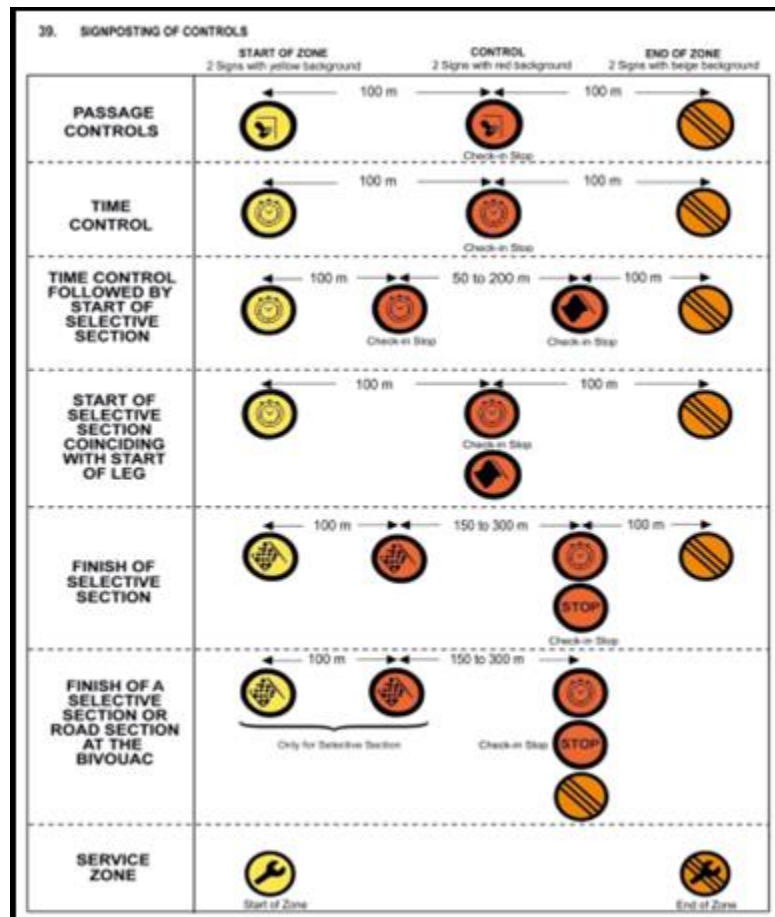 39. SIGNPOSTING OF CONTROLS
START OF ZONE
2 Signs with yellow background
CONTROL
2 Signs with red background
END OF ZONE
2 Signs with beige background
PASSAGE
CONTROLS
100 m
100 m
Check-in Stop
TIME
CONTROL
100 m
100 m
Check-in Stop
TIME CONTROL
FOLLOWED BY
START OF
SELECTIVE
SECTION
100 m
50 to 200 m
100 m
Check-in Stop
Check-in Stop
START OF
SELECTIVE
SECTION
COINCIDING
WITH START
OF LEG
100 m
100 m
Check-in Stop
FINISH OF
SELECTIVE
SECTION
100 m
150 to 300 m
100 m
STOP
Check-in Stop
FINISH OF A
SELECTIVE
SECTION OR
ROAD SECTION
AT THE
BIVOUAC
100 m
150 to 300 m
Only for Selective Section
Check-in Stop
STOP
SERVICE
ZONE
Start of Zone
End of Zone